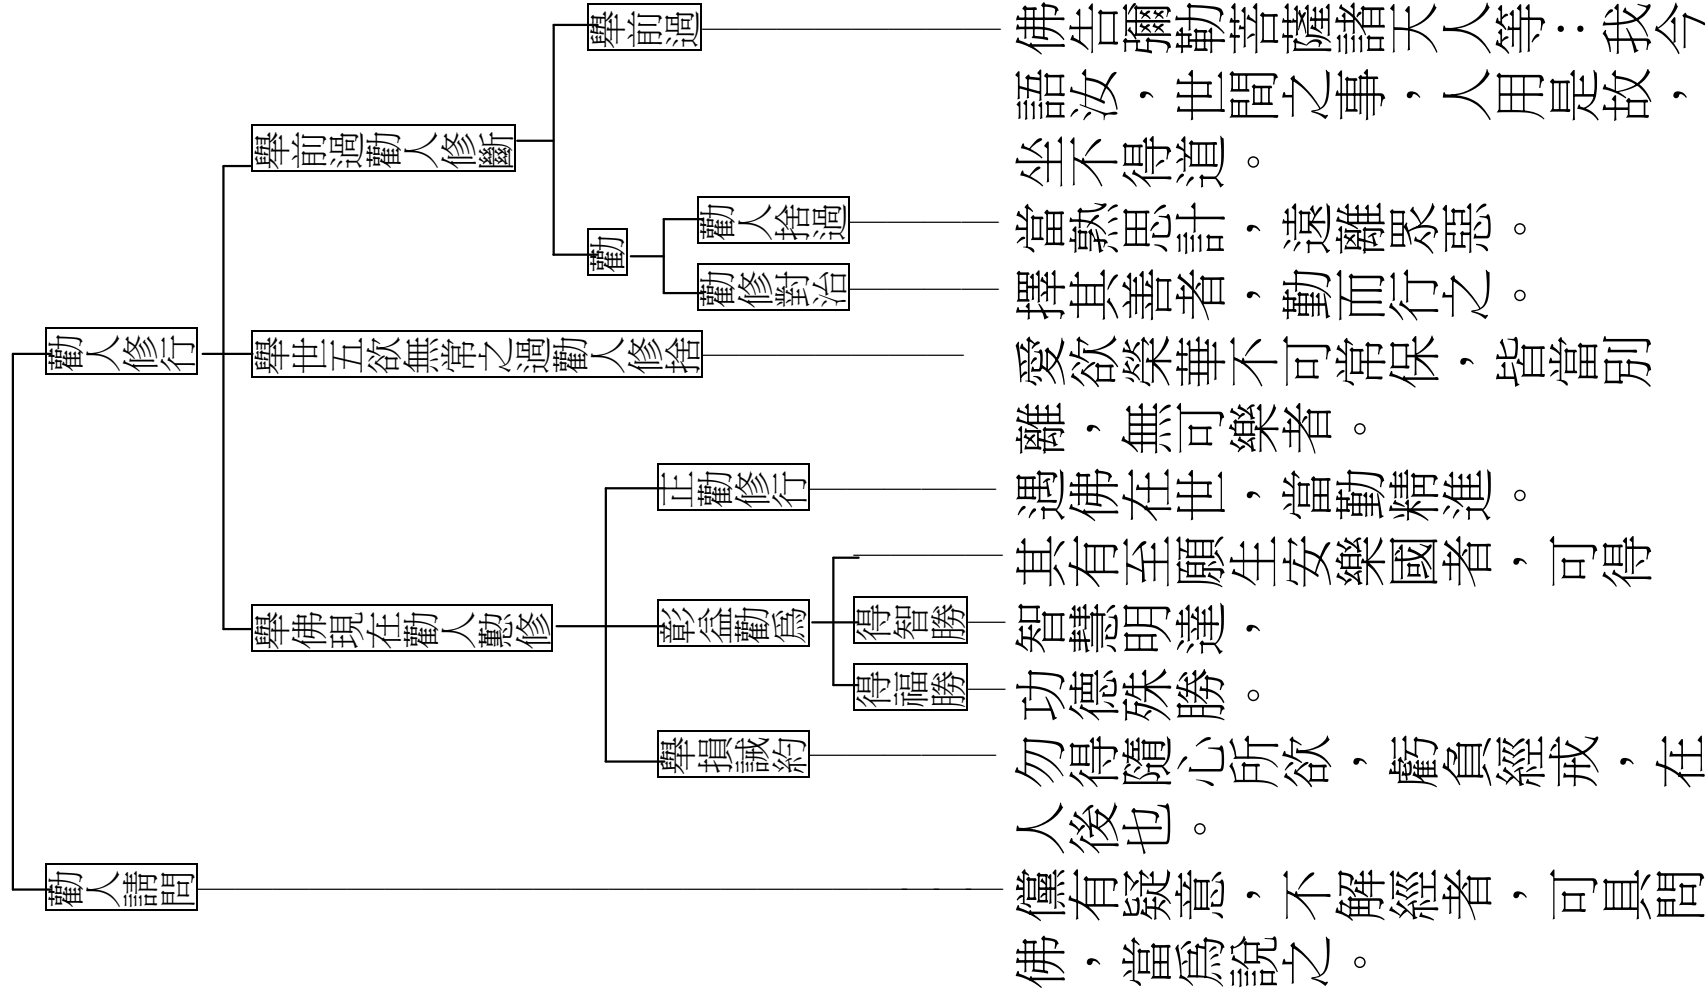 勸人修行
舉前過勸人修斷
舉前過
佛告彌勒菩薩諸天人等：我今
語汝，世間之事，人用是故，
坐不得道。
勸
勸人捨過
當熟思計，遠離眾惡。
勸修對治
擇其善者，勤而行之。
舉世五欲無常之過勸人修捨
愛欲榮華不可常保，皆當別
離，無可樂者。
舉佛現在勸人懃修
正勸修行
遇佛在世，當勤精進。
彰益勸為
其有至願生安樂國者，可得
得智勝
智慧明達，
得福勝
功德殊勝。
舉損誡約
勿得隨心所欲，虧負經戒，在
人後也。
勸人請問
儻有疑意，不解經者，可具問
佛，當為說之。